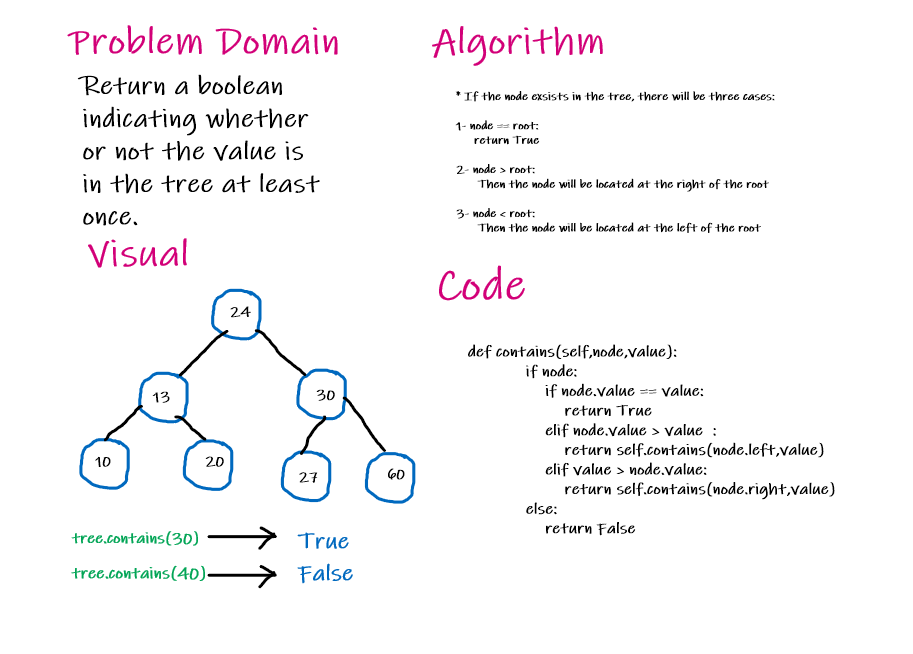 Problem Domain
Return a boolean
indicating whether
or not the value is
in the tree at least
once.
Visual
24
13
30
10
20
27
60
tree.contains(30)
True
tree.contains(40)
False
Algorithm
* If the node exsists in the tree, there will be three cases:
1- node == root:
return True
2- node > root:
Then the node will be located at the right of the root
3- node < root:
Then the node will be located at the left of the root
Code
def contains(self,node,value):
if node:
if node.value == value:
return True
elif node.value > value :
return self.contains(node.left,value)
elif value > node.value:
return self.contains(node.right,value)
else:
return False